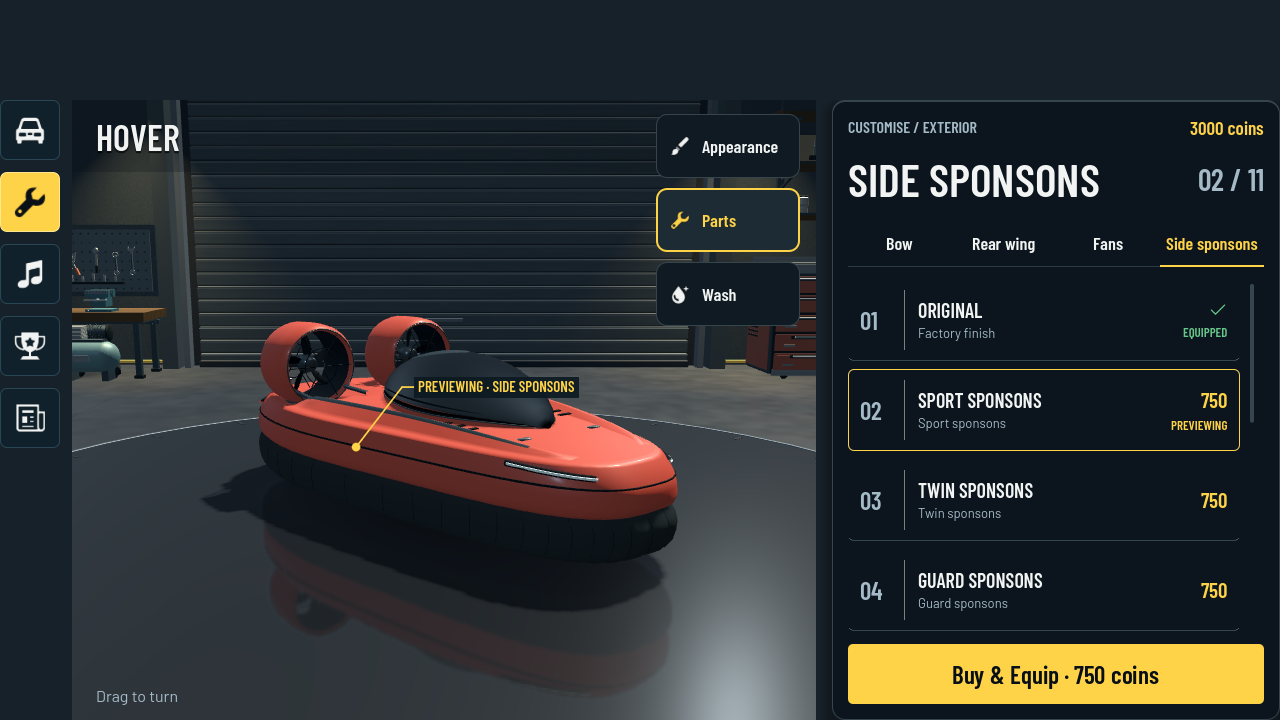 HOVER
Appearance
Parts
Wash
PREVIEWING · SIDE SPONSONS
Drag to turn
CUSTOMISE / EXTERIOR
3000 coins
SIDE SPONSONS
02 / 11
Bow
Rear wing
Fans
Side sponsons
01
ORIGINAL
Factory finish
EQUIPPED
02
SPORT SPONSONS
Sport sponsons
750
PREVIEWING
03
TWIN SPONSONS
Twin sponsons
750
04
GUARD SPONSONS
Guard sponsons
750
Buy & Equip · 750 coins